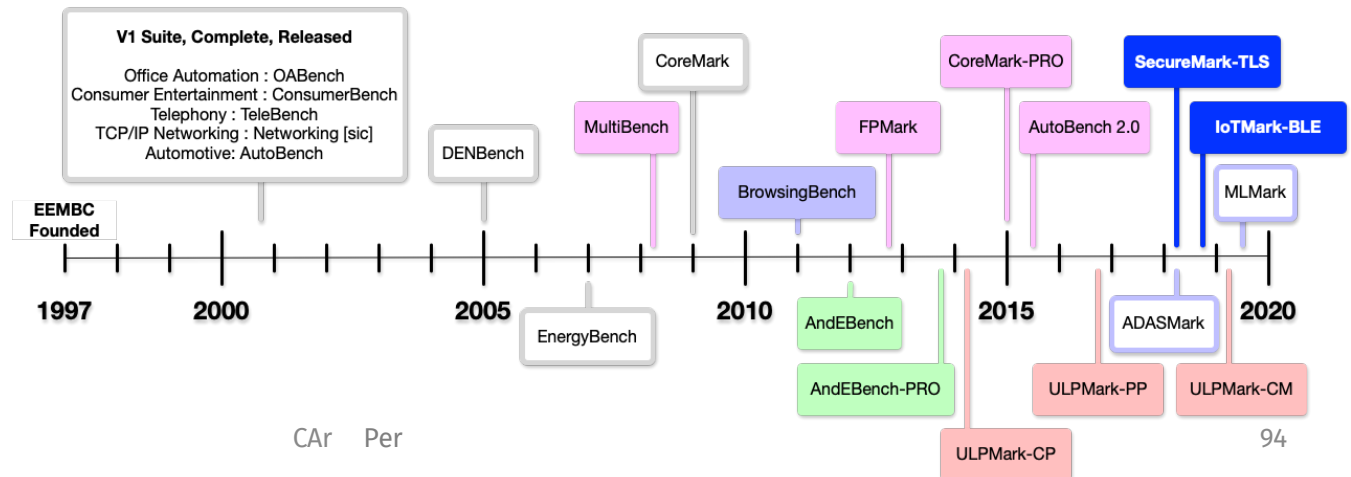 V1 Suite, Complete, Released
Office Automation : OABench
Consumer Entertainment : ConsumerBench
Telephony : TeleBench
TCP/IP Networking : Networking [sic]
Automotive: AutoBench
CoreMark
CoreMark-PRO
SecureMark-TLS
MultiBench
FPMark
AutoBench 2.0
IoTMark-BLE
DENBench
BrowsingBench
MLMark
EEMBC
Founded
1997
2000
2005
2010
2015
2020
EnergyBench
AndEBench
ADASMark
AndEBench-PRO
ULPMark-PP
ULPMark-CM
CAr Per
ULPMark-CP
94